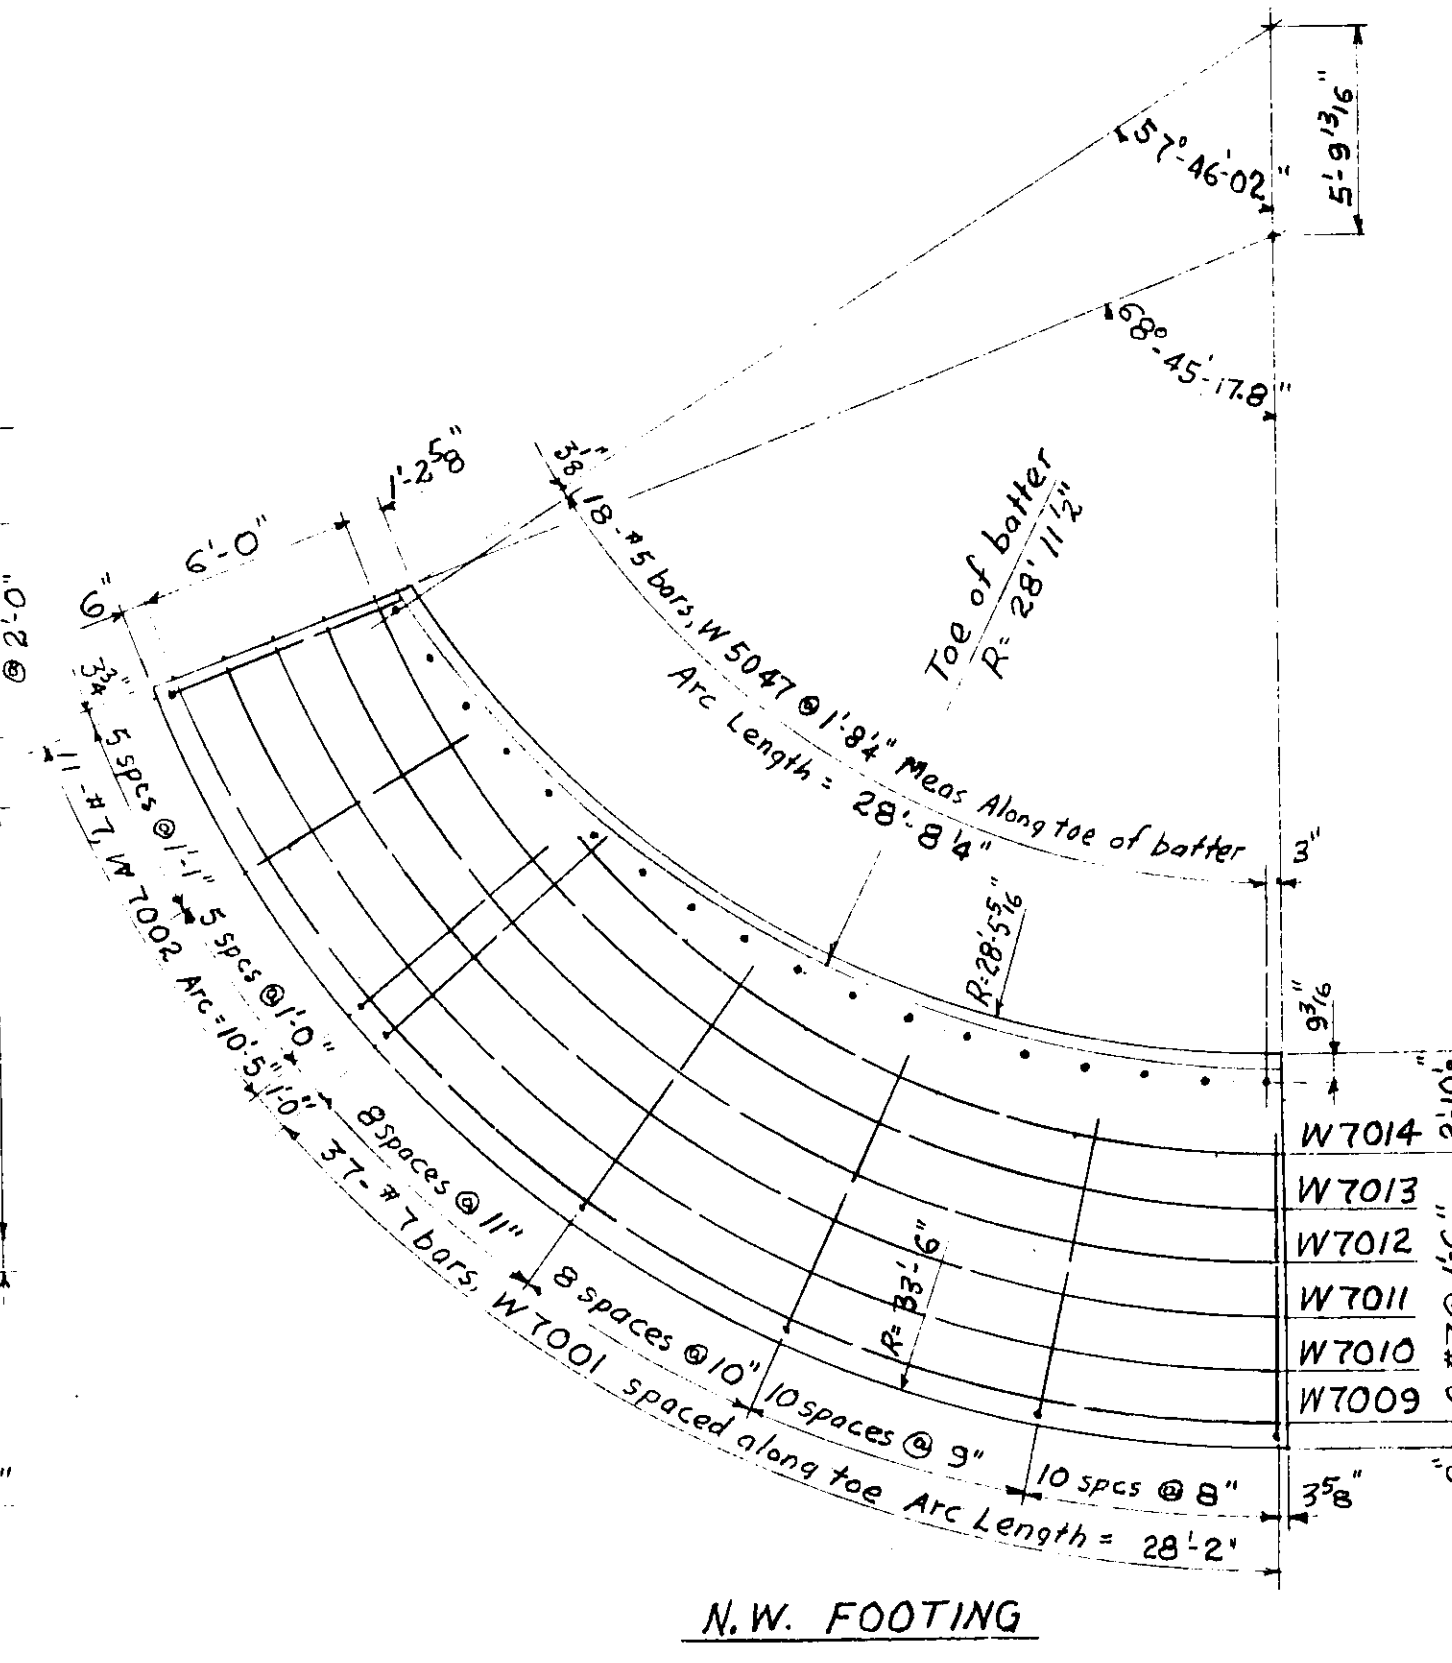 5'-9 13/16"
57°-46'-02"
68°-45'-17.8"
Toe of batter
R= 28' 11 1/2"
3/8"
18-#5 bars, W5047 @ 1'-8 1/4" Meas Along toe of batter
Arc Length = 28'-8 1/4"
3"
1'-2 5/8"
6'-0"
6"
@ 2'-0"
3 3/4"
5 spcs @ 1'-1"
5 spcs @ 1'-0"
8 spaces @ 11"
8 spaces @ 10"
10 spaces @ 9"
10 spcs @ 8"
3 5/8"
11-#7, W7002 Arc = 10'-5"
1'-0"
37-#7 bars, W7001 spaced along toe Arc Length = 28'-2"
R=28'-5 5/16"
R= 33'-6"
9 3/16"
W7014
W7013
W7012
W7011
W7010
W7009
N.W. FOOTING